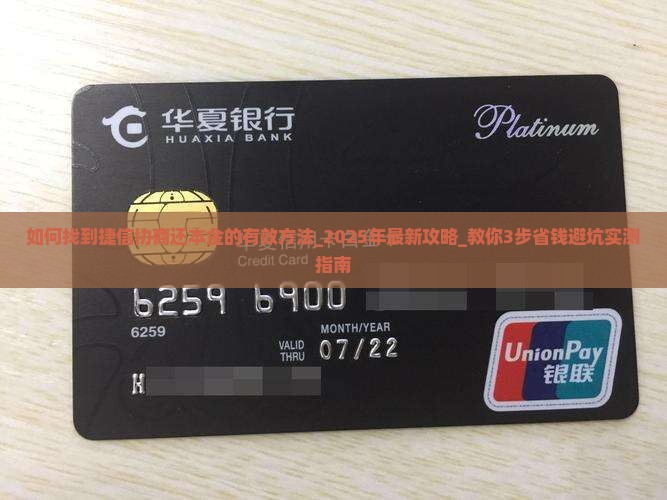 华夏银行
HUAXIA BANK
Platinum
如何找到捷信协商还本金的有效方法_2025年最新攻略_教你3步省钱避坑实测
指南
Credit Card
6259 6900
6259
MONTH/YEAR
VALID
THRU
07/22
H
UnionPay
银联